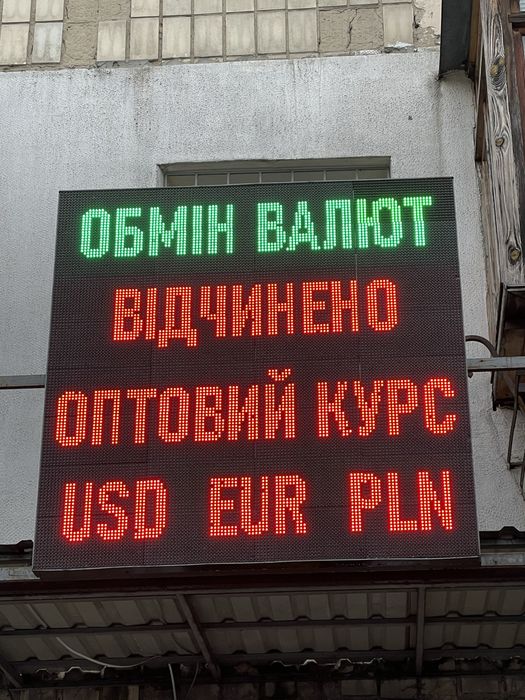 ОБМІН ВАЛЮТ
ВІДЧИНЕНО
ОПТОВИЙ КУРС
USD EUR PLN